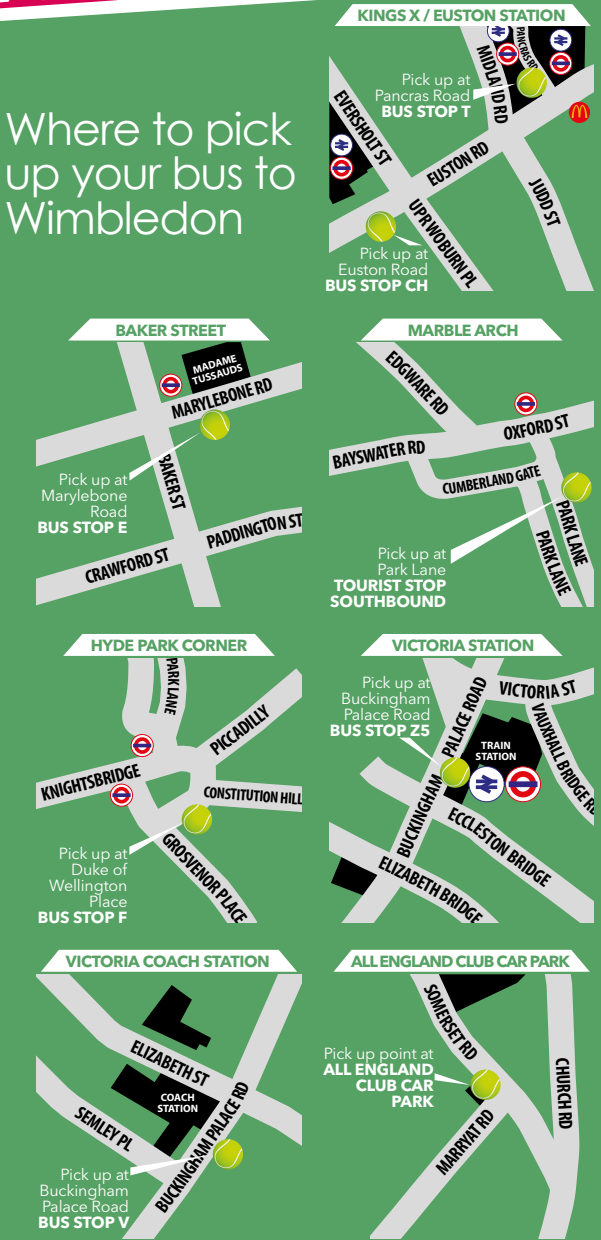 Where to pick
up your bus to
Wimbledon
KINGS X / EUSTON STATION
MIDLAND RD
PANCRAS RD
Pick up at
Pancras Road
BUS STOP T
EVERSHOLT ST
EUSTON RD
JUDD ST
UPR WOBURN PL
Pick up at
Euston Road
BUS STOP CH
BAKER STREET
MADAME
TUSSAUDS
MARYLEBONE RD
BAKER ST
Pick up at
Marylebone
Road
BUS STOP E
PADDINGTON ST
CRAWFORD ST
MARBLE ARCH
EDGWARE RD
OXFORD ST
BAYSWATER RD
CUMBERLAND GATE
PARK LANE
PARK LANE
Pick up at
Park Lane
TOURIST STOP
SOUTHBOUND
HYDE PARK CORNER
PARK LANE
PICCADILLY
KNIGHTSBRIDGE
CONSTITUTION HILL
GROSVENOR PLACE
Pick up at
Duke of
Wellington
Place
BUS STOP F
VICTORIA STATION
Pick up at
Buckingham
Palace Road
BUS STOP Z5
VICTORIA ST
VAUXHALL BRIDGE RD
TRAIN
STATION
BUCKINGHAM PALACE ROAD
ECCLESTON BRIDGE
ELIZABETH BRIDGE
VICTORIA COACH STATION
ELIZABETH ST
COACH
STATION
SEMLEY PL
BUCKINGHAM PALACE RD
Pick up at
Buckingham
Palace Road
BUS STOP V
ALL ENGLAND CLUB CAR PARK
SOMERSET RD
Pick up point at
ALL ENGLAND
CLUB CAR
PARK
CHURCH RD
MARRYAT RD